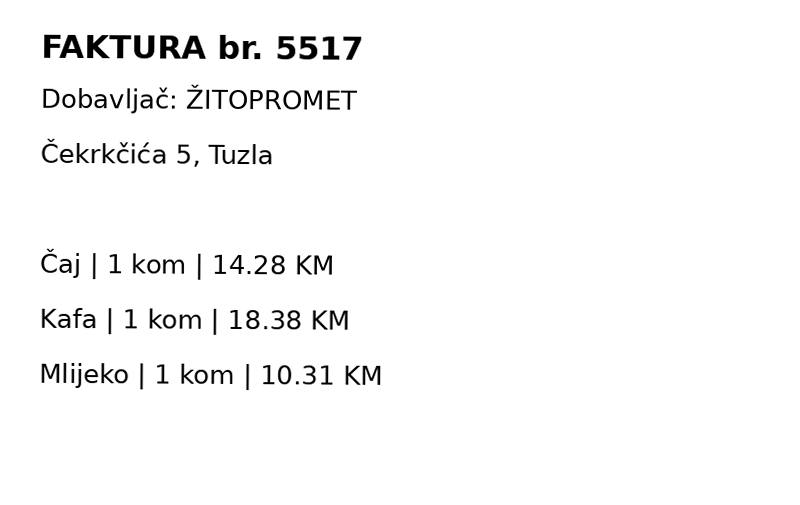 FAKTURA br. 5517
Dobavljač: ŽITOPROMET
Čekrkčića 5, Tuzla
Čaj | 1 kom | 14.28 KM
Kafa | 1 kom | 18.38 KM
Mlijeko | 1 kom | 10.31 KM